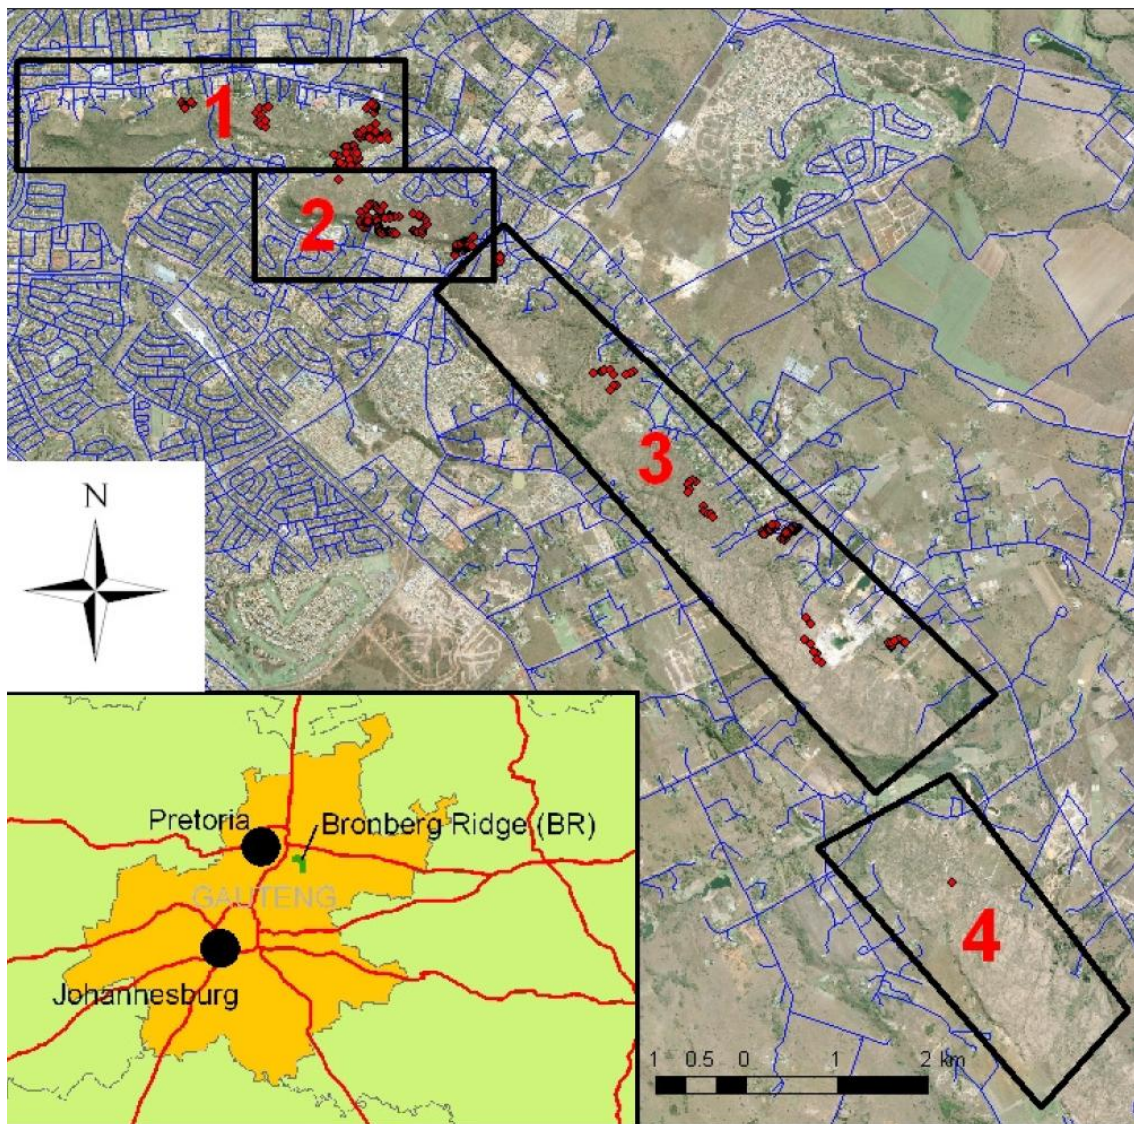 1
2
3
N
Pretoria
Bronberg Ridge (BR)
GAUTENG
Johannesburg
4
1 0.5 0 1 2 km